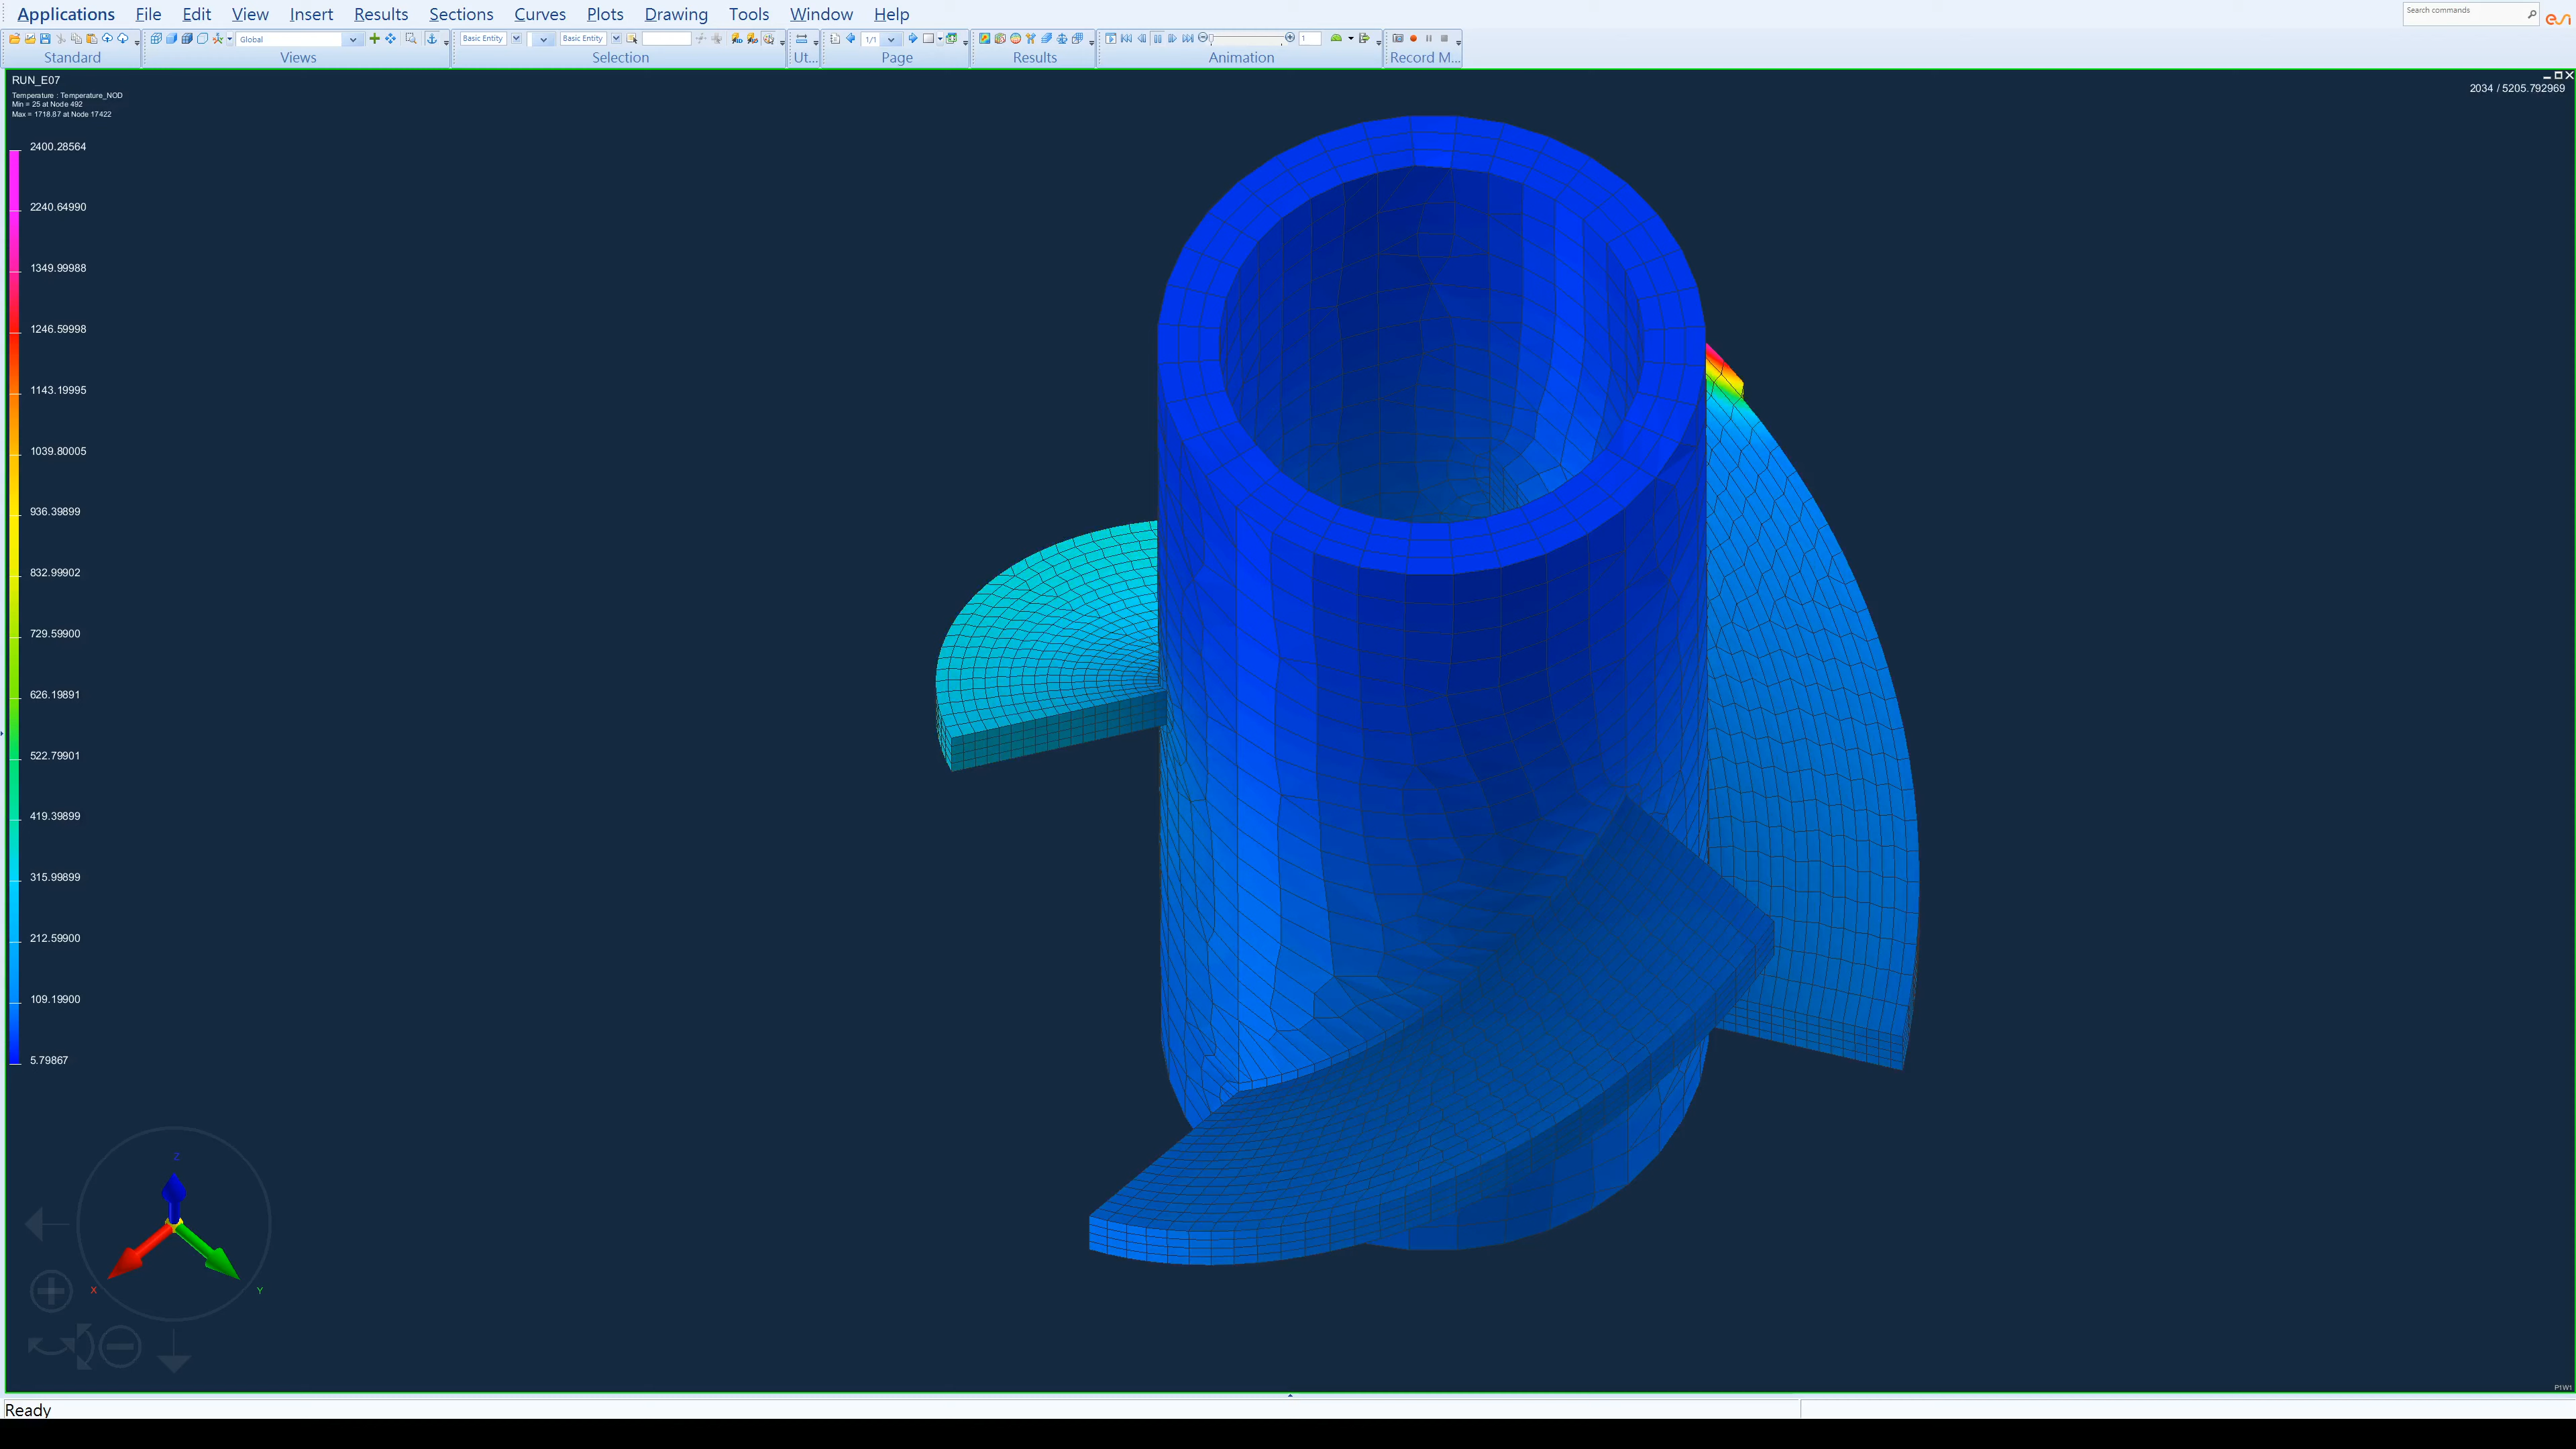 Applications File Edit View Insert Results Sections Curves Plots Drawing Tools Window Help
Search commands
esi
Global
Basic Entity
Basic Entity
1/1
1
Standard Views Selection Ut... Page Results Animation Record M...
RUN_E07
2034 / 5205.792969
Temperature : Temperature_NOD
Min = 25 at Node 492
Max = 1718.87 at Node 17422
2400.28564
2240.64990
1349.99988
1246.59998
1143.19995
1039.80005
936.39899
832.99902
729.59900
626.19891
522.79901
419.39899
315.99899
212.59900
109.19900
5.79867
Z
X
Y
P1W1
Ready